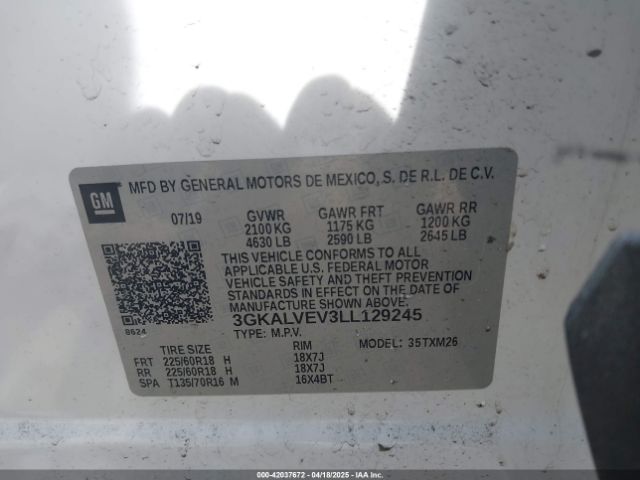 GM
MFD BY GENERAL MOTORS DE MEXICO, S. DE R.L. DE C.V.
07/19 GVWR GAWR FRT GAWR RR
2100 KG 1175 KG 1200 KG
4630 LB 2590 LB 2645 LB
THIS VEHICLE CONFORMS TO ALL
APPLICABLE U.S. FEDERAL MOTOR
VEHICLE SAFETY AND THEFT PREVENTION
STANDARDS IN EFFECT ON THE DATE OF
MANUFACTURE SHOWN ABOVE.
8624
3GKALVEV3LL129245
TYPE: M.P.V. MODEL: 35TXM26
TIRE SIZE RIM
FRT 225/60R18 H 18X7J
RR 225/60R18 H 18X7J
SPA T135/70R16 M 16X4BT
000-42037672 - 04/18/2025 - IAAI.COM